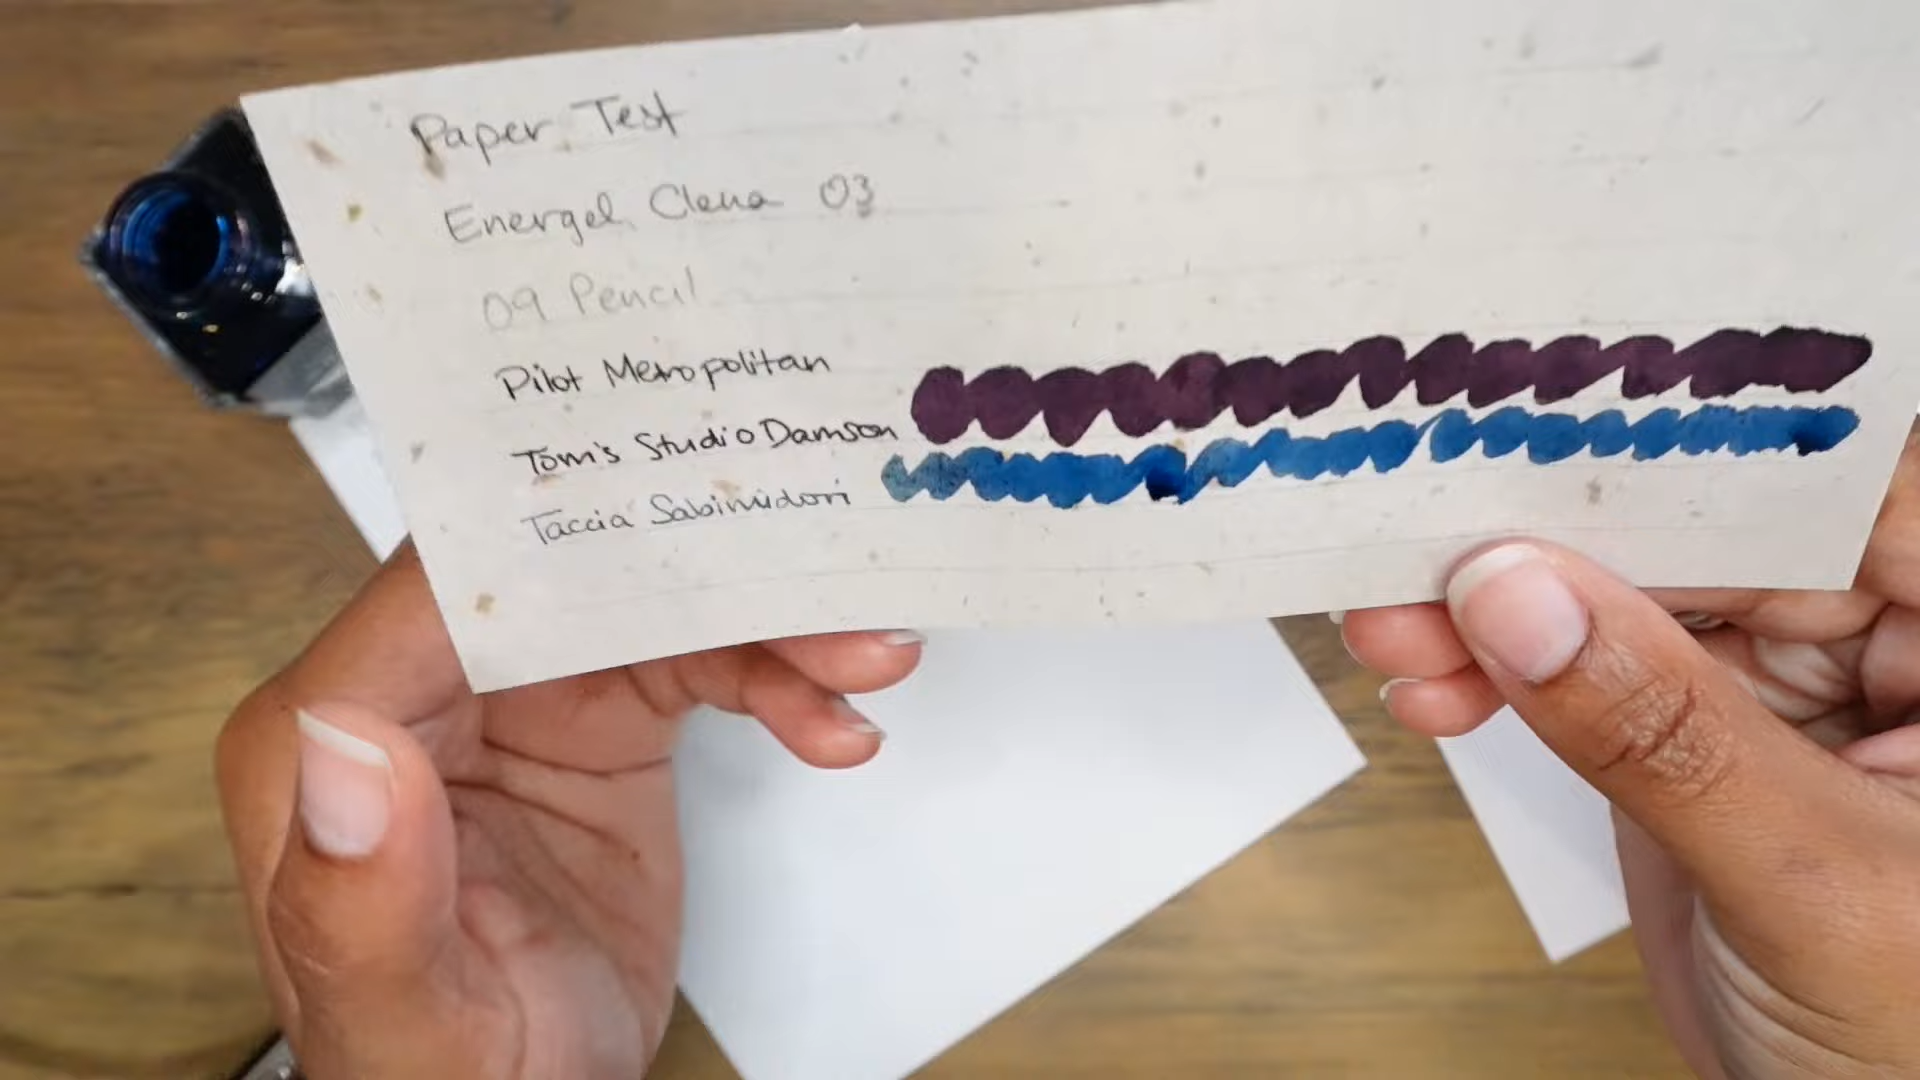 Paper Test
Energel Clena 03
09 Pencil
Pilot Metropolitan
Tom's Studio Damson
Taccia Sabimidori